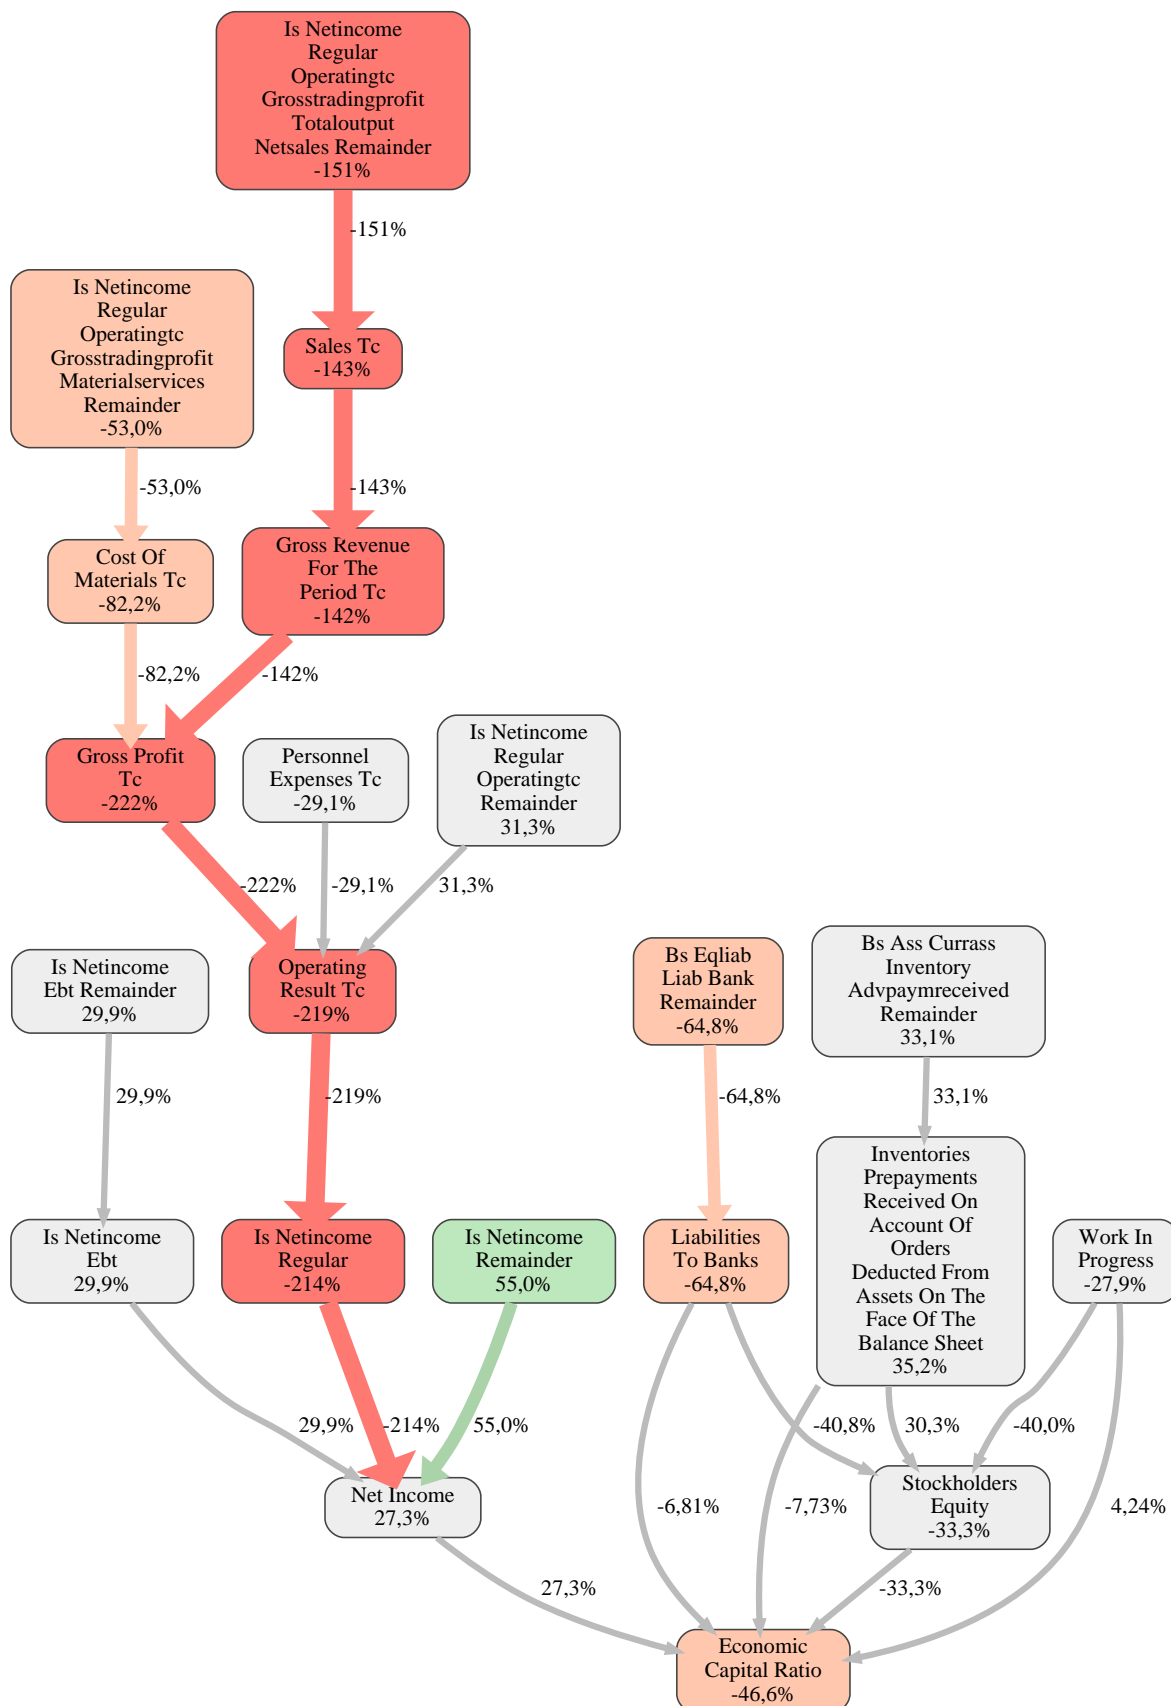 Is Netincome
Regular
Operatingtc
Grosstradingprofit
Totaloutput
Netsales Remainder
-151%
-151%
Is Netincome
Regular
Operatingtc
Grosstradingprofit
Materialservices
Remainder
-53,0%
Sales Tc
-143%
-53,0%
-143%
Cost Of
Materials Tc
-82,2%
Gross Revenue
For The
Period Tc
-142%
-82,2%
-142%
Gross Profit
Tc
-222%
Personnel
Expenses Tc
-29,1%
Is Netincome
Regular
Operatingtc
Remainder
31,3%
-222%
-29,1%
31,3%
Is Netincome
Ebt Remainder
29,9%
Operating
Result Tc
-219%
Bs Eqliab
Liab Bank
Remainder
-64,8%
Bs Ass Currass
Inventory
Advpaymreceived
Remainder
33,1%
29,9%
-219%
-64,8%
33,1%
Is Netincome
Ebt
29,9%
Is Netincome
Regular
-214%
Is Netincome
Remainder
55,0%
Liabilities
To Banks
-64,8%
Inventories
Prepayments
Received On
Account Of
Orders
Deducted From
Assets On The
Face Of The
Balance Sheet
35,2%
Work In
Progress
-27,9%
29,9%
-214%
55,0%
-40,8%
30,3%
-40,0%
Net Income
27,3%
-6,81%
-7,73%
Stockholders
Equity
-33,3%
4,24%
27,3%
-33,3%
Economic
Capital Ratio
-46,6%